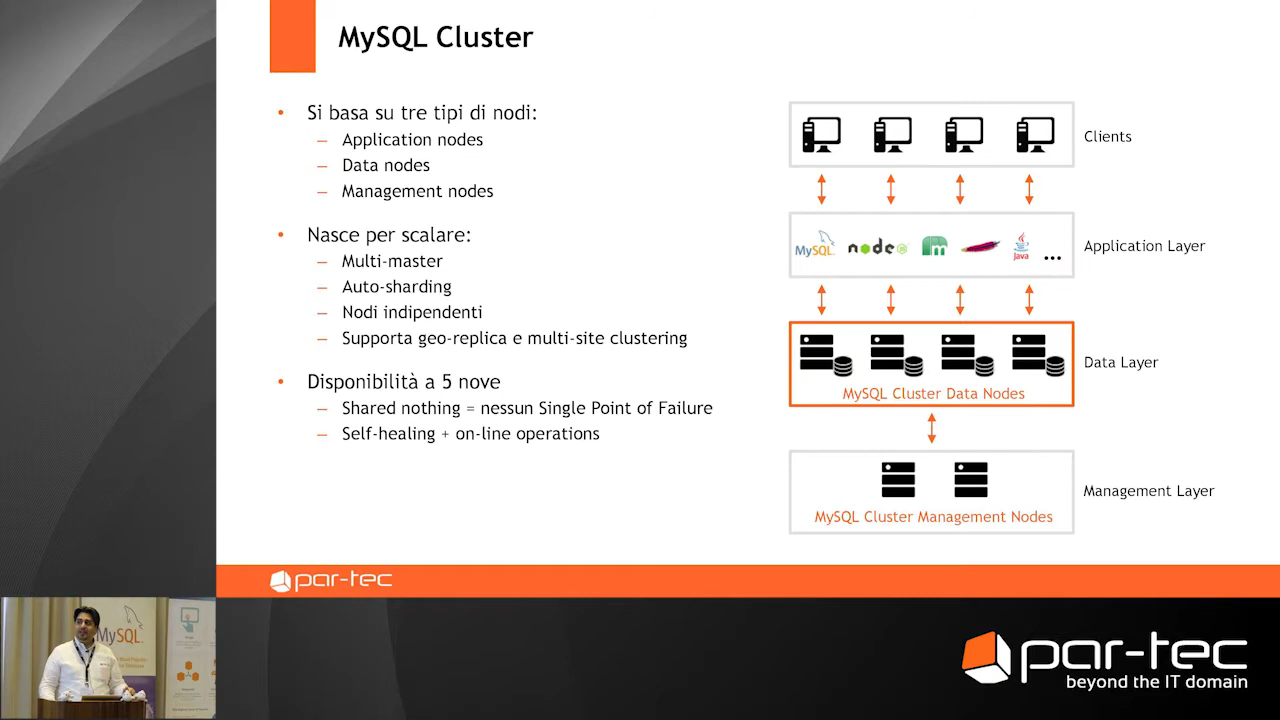 MySQL Cluster
• Si basa su tre tipi di nodi:
– Application nodes
– Data nodes
– Management nodes
• Nasce per scalare:
– Multi-master
– Auto-sharding
– Nodi indipendenti
– Supporta geo-replica e multi-site clustering
• Disponibilità a 5 nove
– Shared nothing = nessun Single Point of Failure
– Self-healing + on-line operations
Clients
MySQL node JS m Java ...
Application Layer
Data Layer
MySQL Cluster Data Nodes
Management Layer
MySQL Cluster Management Nodes
par-tec
MySQL
par-tec
beyond the IT domain